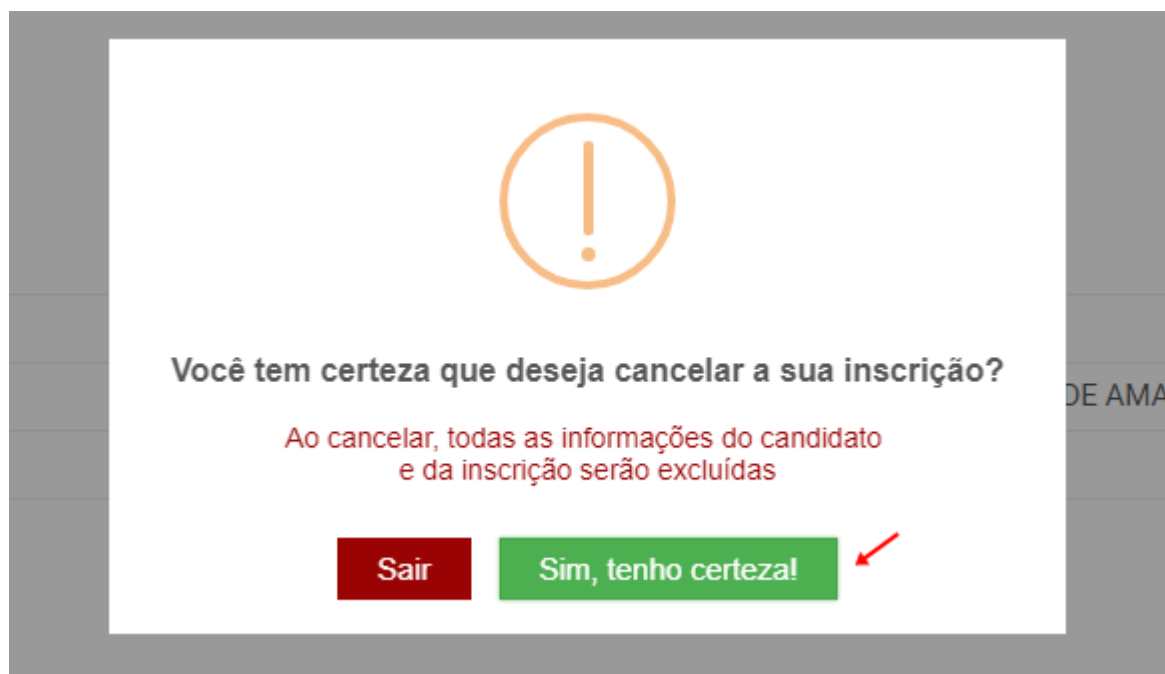 Você tem certeza que deseja cancelar a sua inscrição?
DE AMA
Ao cancelar, todas as informações do candidato
e da inscrição serão excluídas
Sair
Sim, tenho certeza!